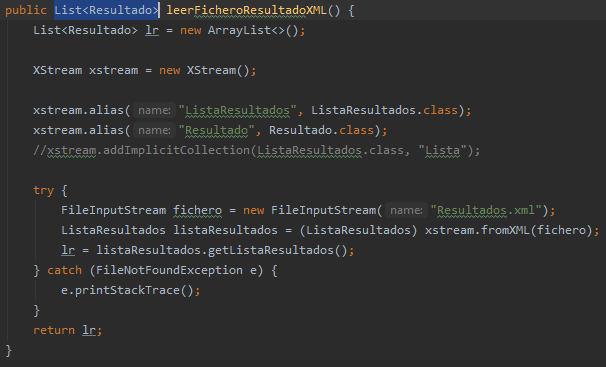 public List<Resultado> leerFicheroResultadoXML() {
List<Resultado> lr = new ArrayList<>();
XStream xstream = new XStream();
xstream.alias( name: "ListaResultados", ListaResultados.class);
xstream.alias( name: "Resultado", Resultado.class);
//xstream.addImplicitCollection(ListaResultados.class, "Lista");
try {
FileInputStream fichero = new FileInputStream( name: "Resultados.xml");
ListaResultados listaResultados = (ListaResultados) xstream.fromXML(fichero);
lr = listaResultados.getListaResultados();
} catch (FileNotFoundException e) {
e.printStackTrace();
}
return lr;
}